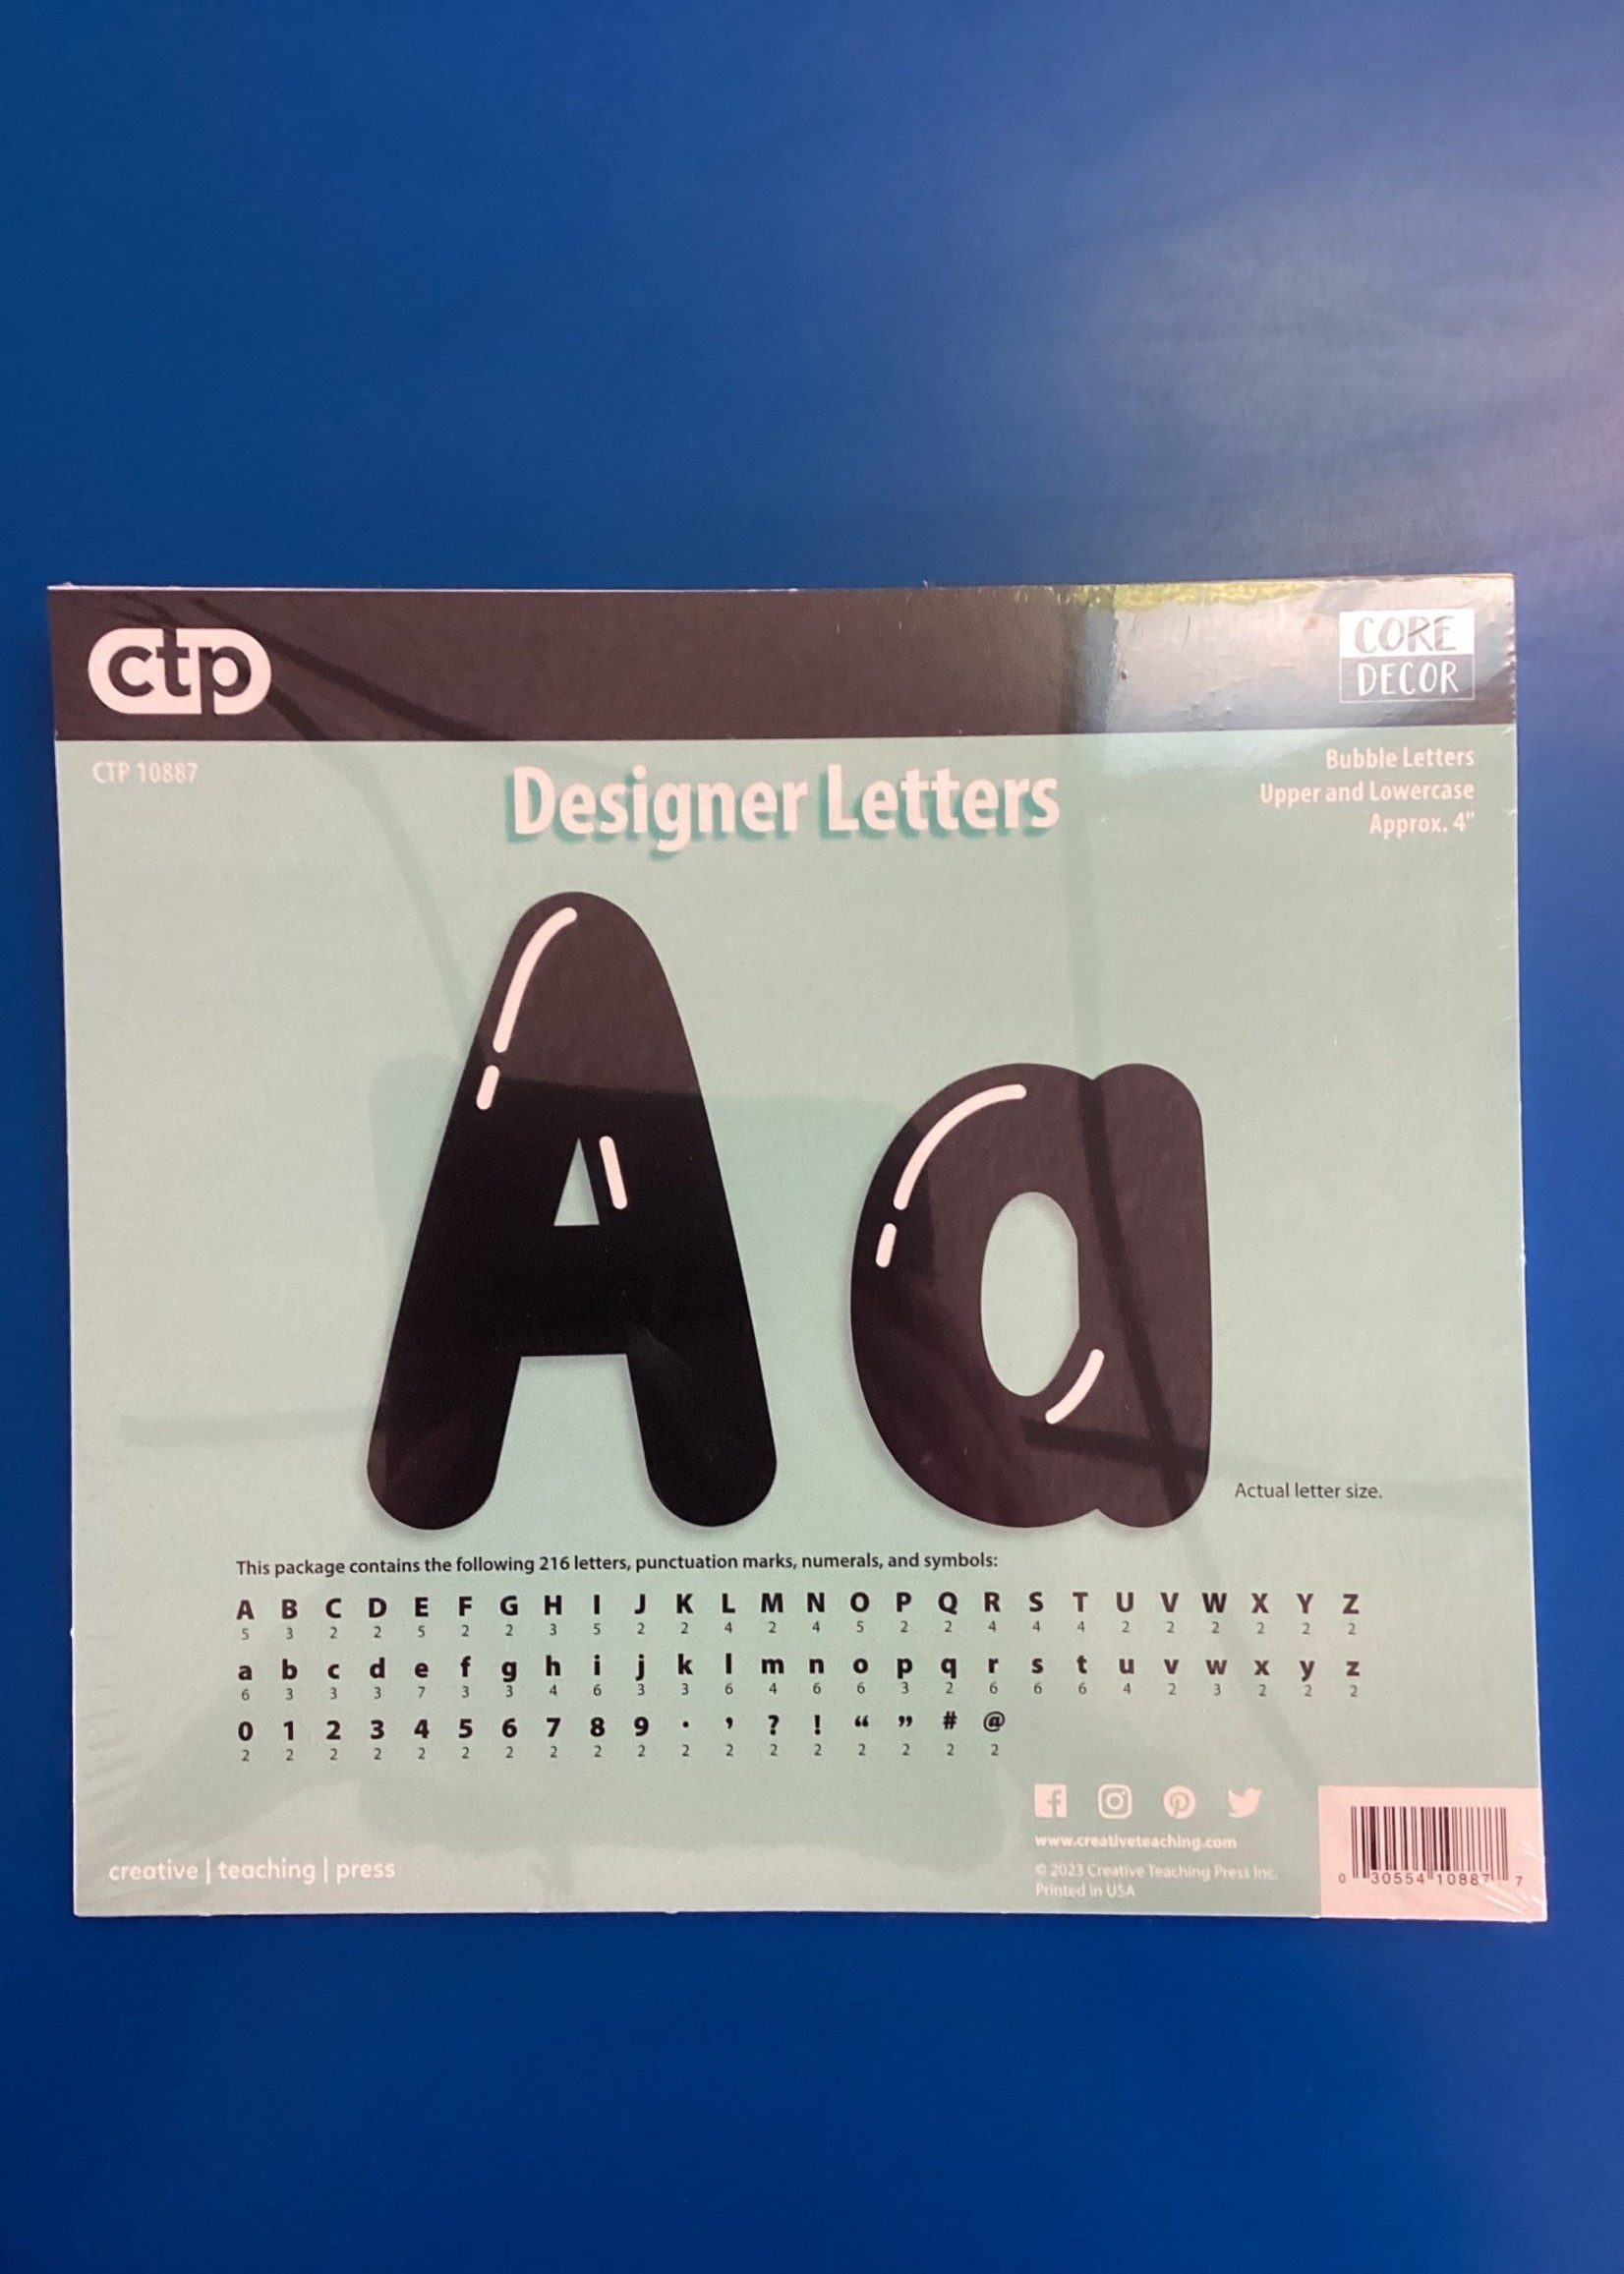 ctp
CORE
DECOR
CTP 10887
Designer Letters
Bubble Letters
Upper and Lowercase
Approx. 4"
A a
Actual letter size.
This package contains the following 216 letters, punctuation marks, numerals, and symbols:
A B C D E F G H I J K L M N O P Q R S T U V W X Y Z
5 3 2 2 5 2 2 3 5 2 2 4 2 4 5 2 2 4 4 4 2 2 2 2 2 2
a b c d e f g h i j k l m n o p q r s t u v w x y z
6 3 3 3 7 3 3 4 6 3 3 6 4 6 6 3 2 6 6 6 4 2 3 2 2 2
0 1 2 3 4 5 6 7 8 9 . , ? ! “ ” # @
2 2 2 2 2 2 2 2 2 2 2 2 2 2 2 2 2 2
www.creativeteaching.com
creative | teaching | press
© 2023 Creative Teaching Press Inc.
Printed in USA
0 30554 10887 7